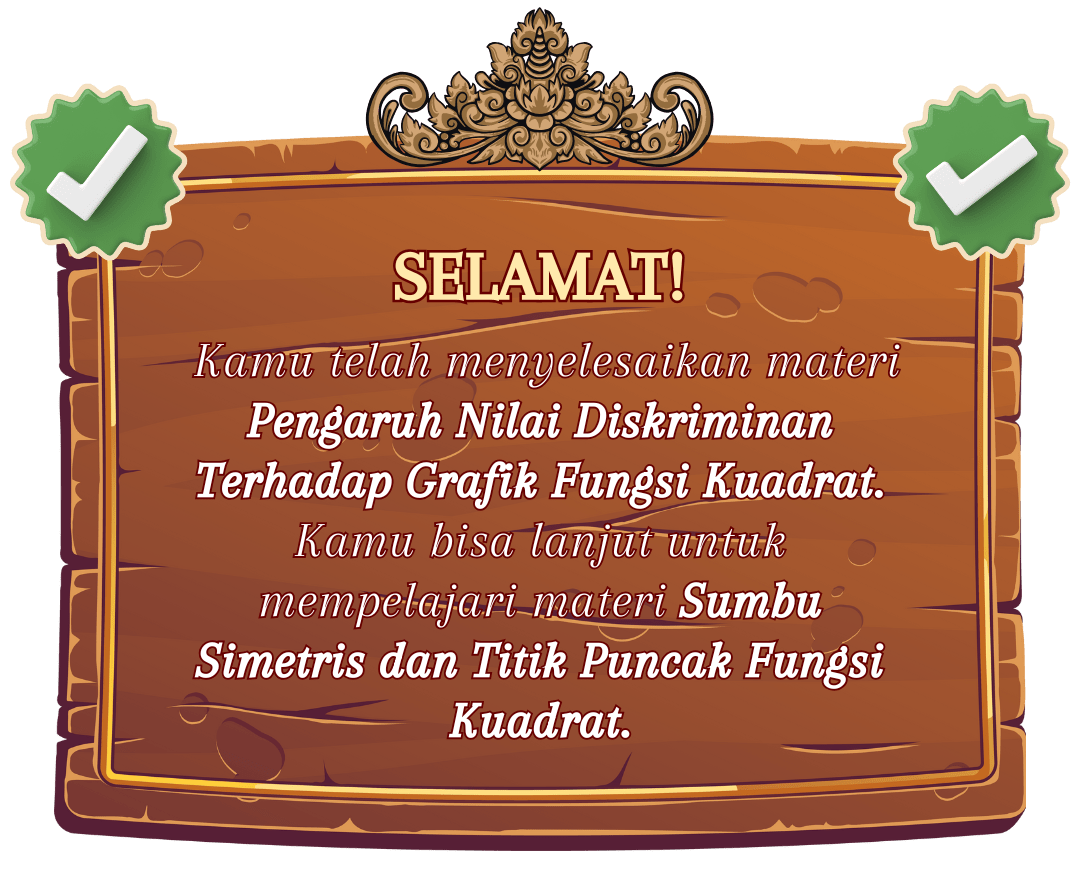 SELAMAT!
Kamu telah menyelesaikan materi
Pengaruh Nilai Diskriminan
Terhadap Grafik Fungsi Kuadrat.
Kamu bisa lanjut untuk
mempelajari materi Sumbu
Simetris dan Titik Puncak Fungsi
Kuadrat.